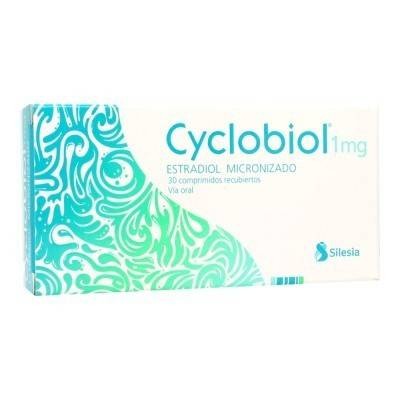 Cyclobiol® 1mg
ESTRADIOL MICRONIZADO
30 comprimidos recubiertos
Vía oral
Silesia